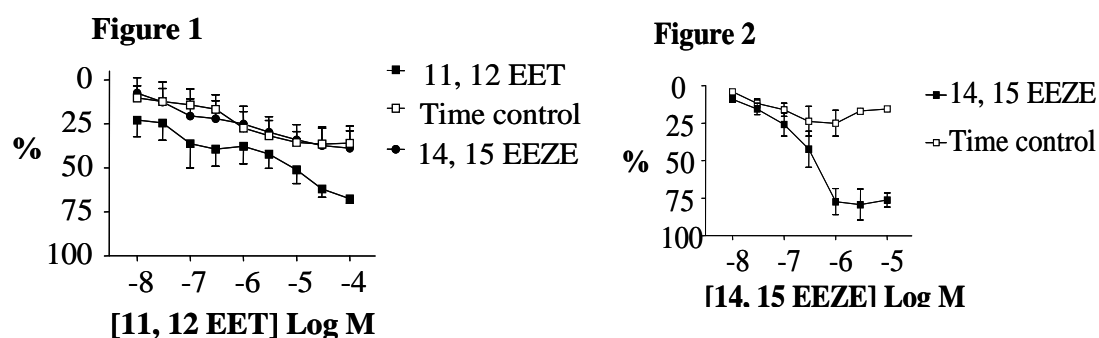 Figure 1
0
25
50
75
100
%
-8 -7 -6 -5 -4
[11, 12 EET] Log M
11, 12 EET
Time control
14, 15 EEZE
Figure 2
0
25
50
75
100
%
-8 -7 -6 -5
[14, 15 EEZE] Log M
14, 15 EEZE
Time control